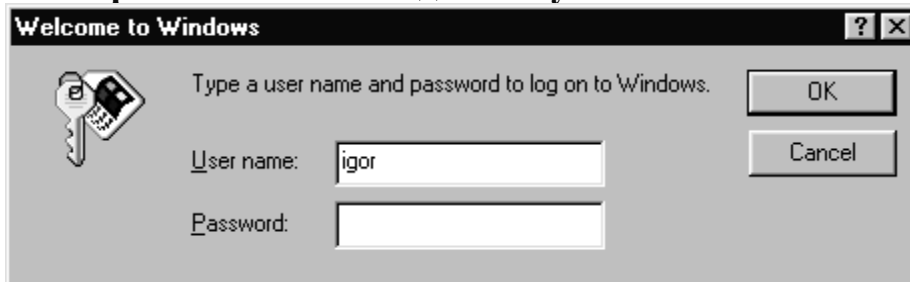 Welcome to Windows
Type a user name and password to log on to Windows.
OK
User name: igor
Cancel
Password: